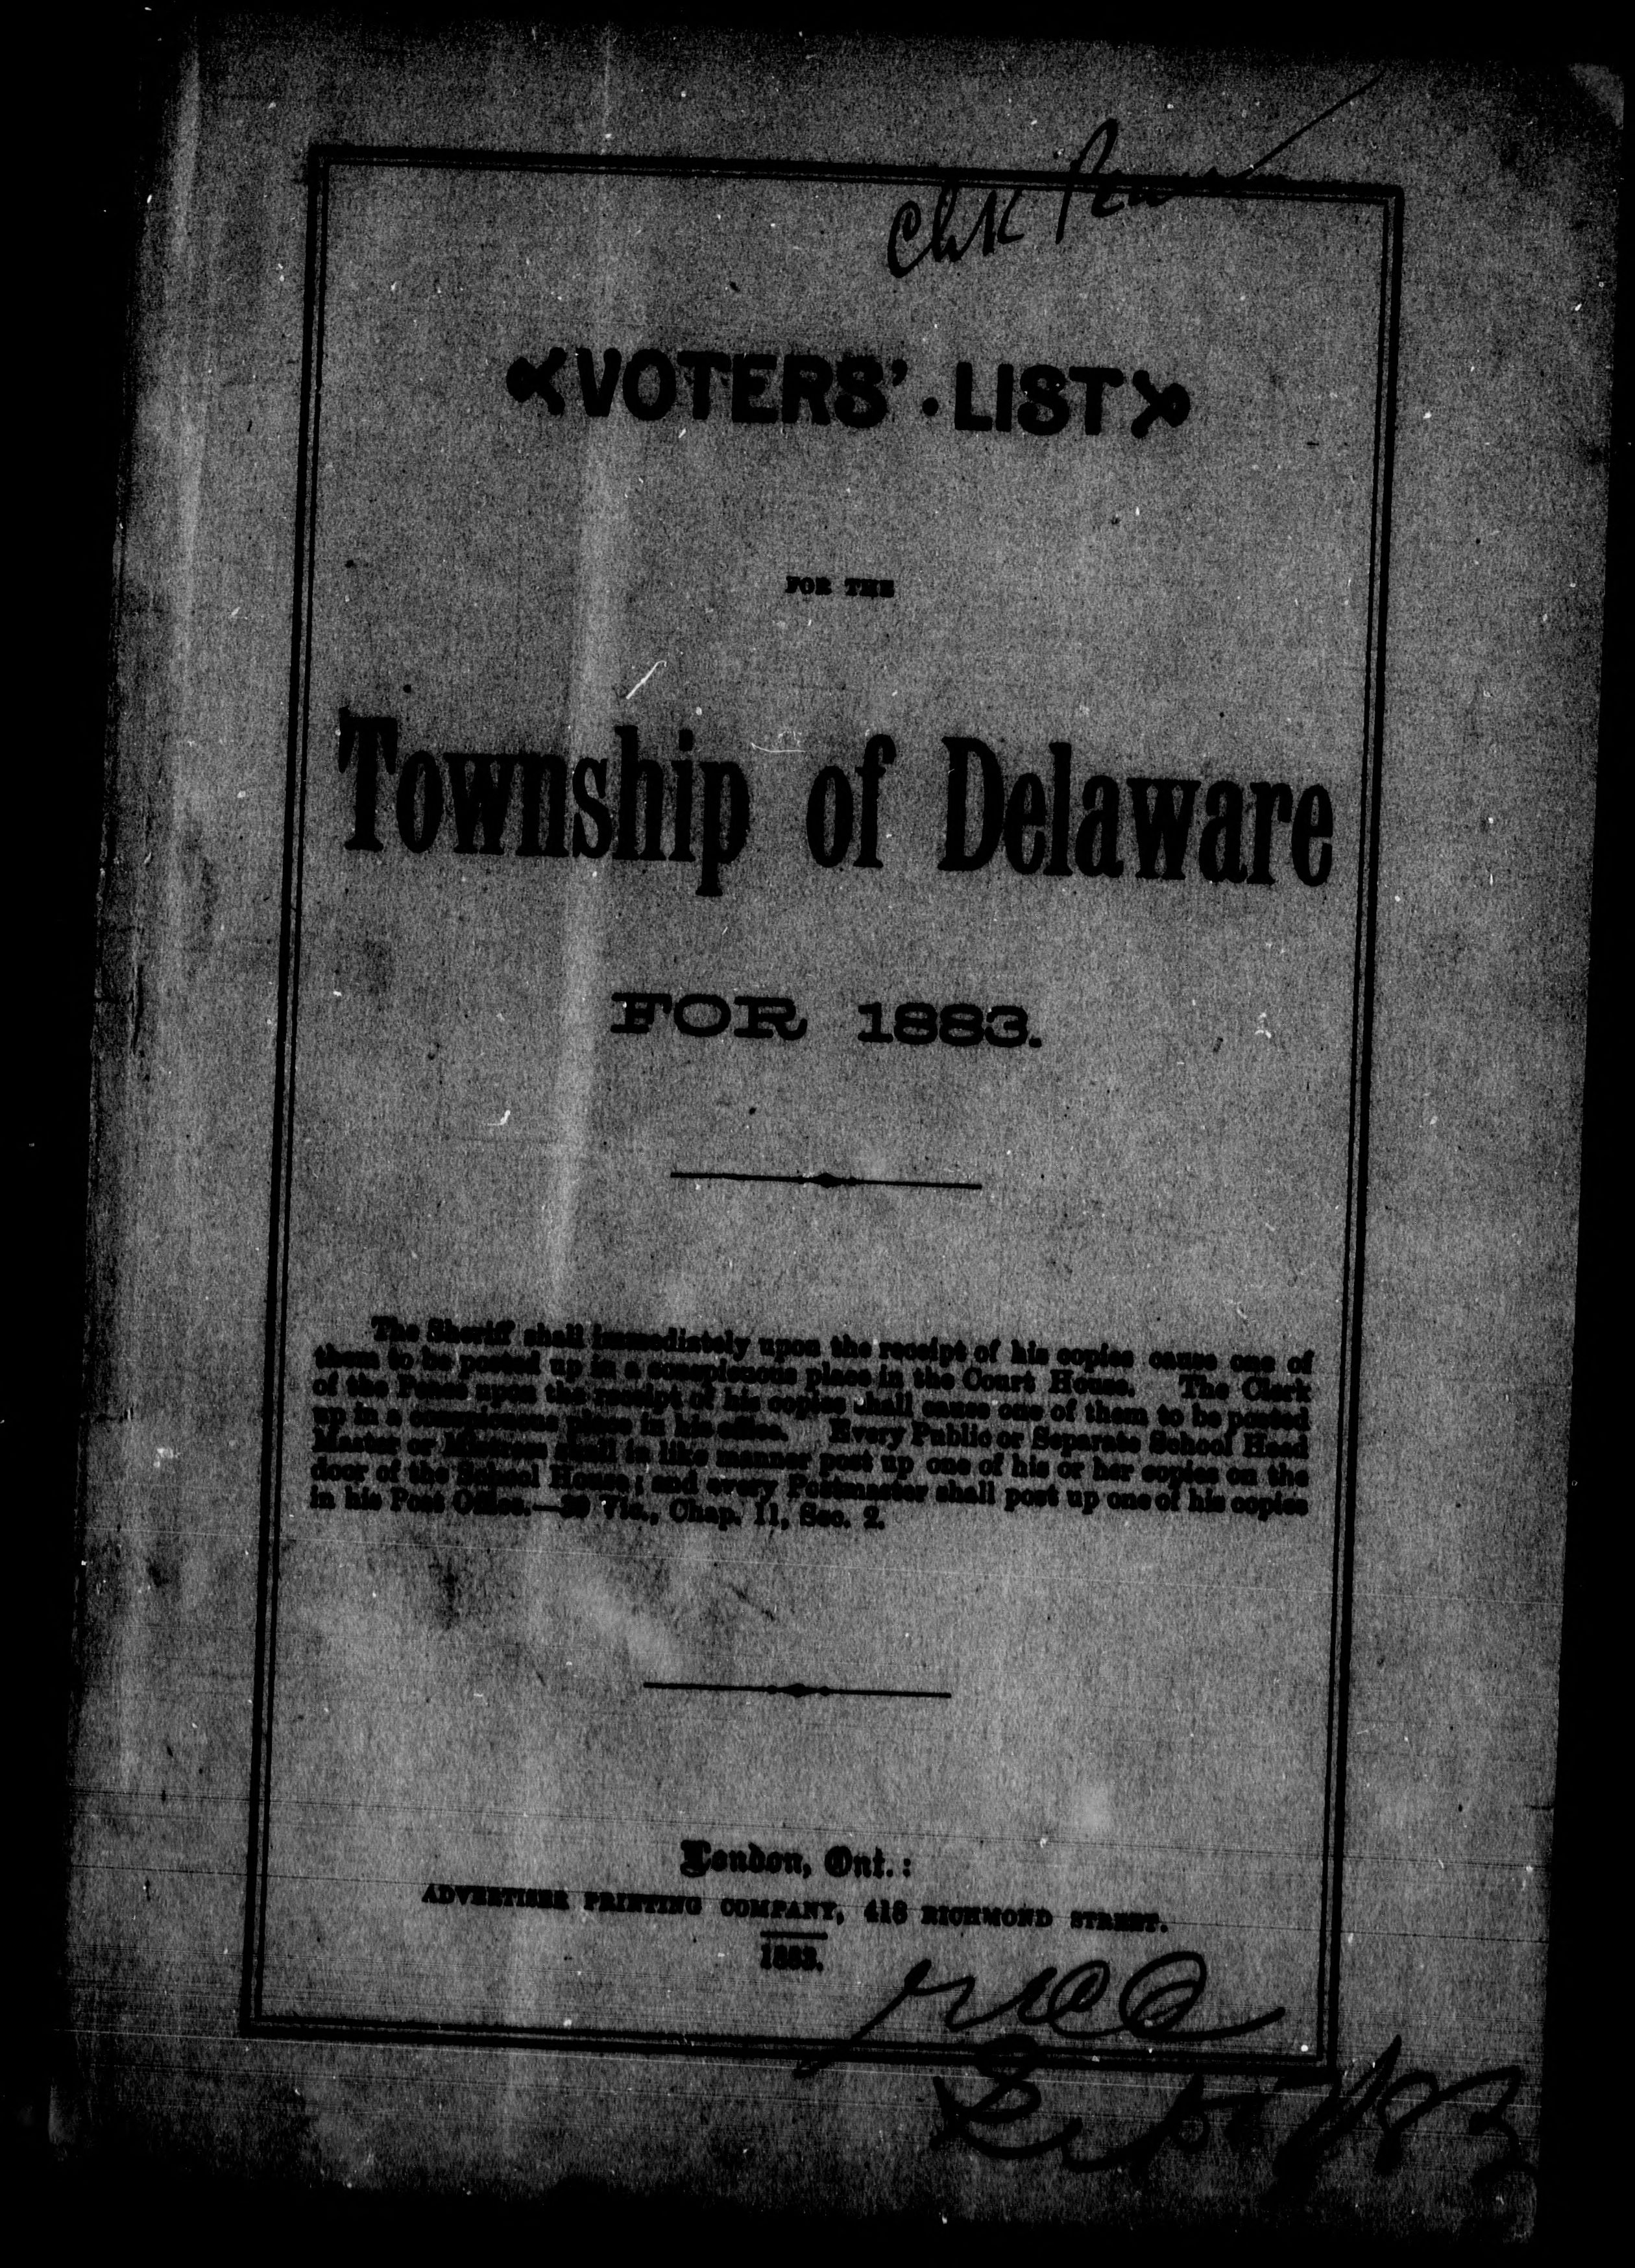 VOTERS' . LIST
FOR THE
Township of Delaware
FOR 1883.
The Sheriff shall immediately upon the receipt of his copies cause one of
them to be posted up in a conspicuous place in the Court House. The Clerk
of the Peace upon the receipt of his copies shall cause one of them to be posted
up in a conspicuous place in his office. Every Public or Separate School Head
Master or Mistress shall in like manner post up one of his or her copies on the
door of the School House; and every Postmaster shall post up one of his copies
in his Post Office.— Vic., Chap. 11, Sec. 2.
London, Ont.:
ADVERTISER PRINTING COMPANY, 418 RICHMOND STREET.
1883.